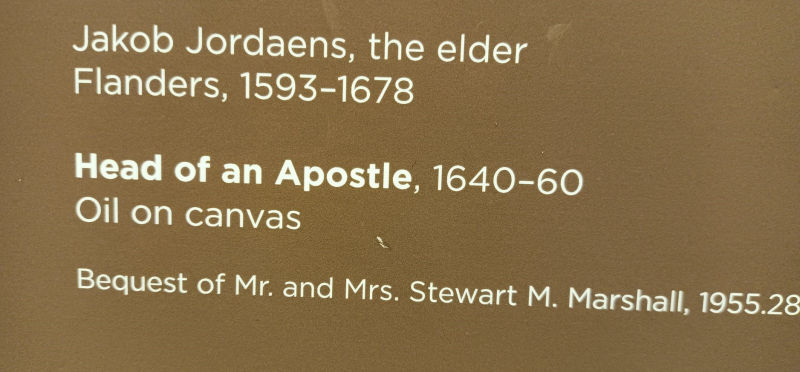 Jakob Jordaens, the elder
Flanders, 1593–1678
Head of an Apostle, 1640–60
Oil on canvas
Bequest of Mr. and Mrs. Stewart M. Marshall, 1955.28